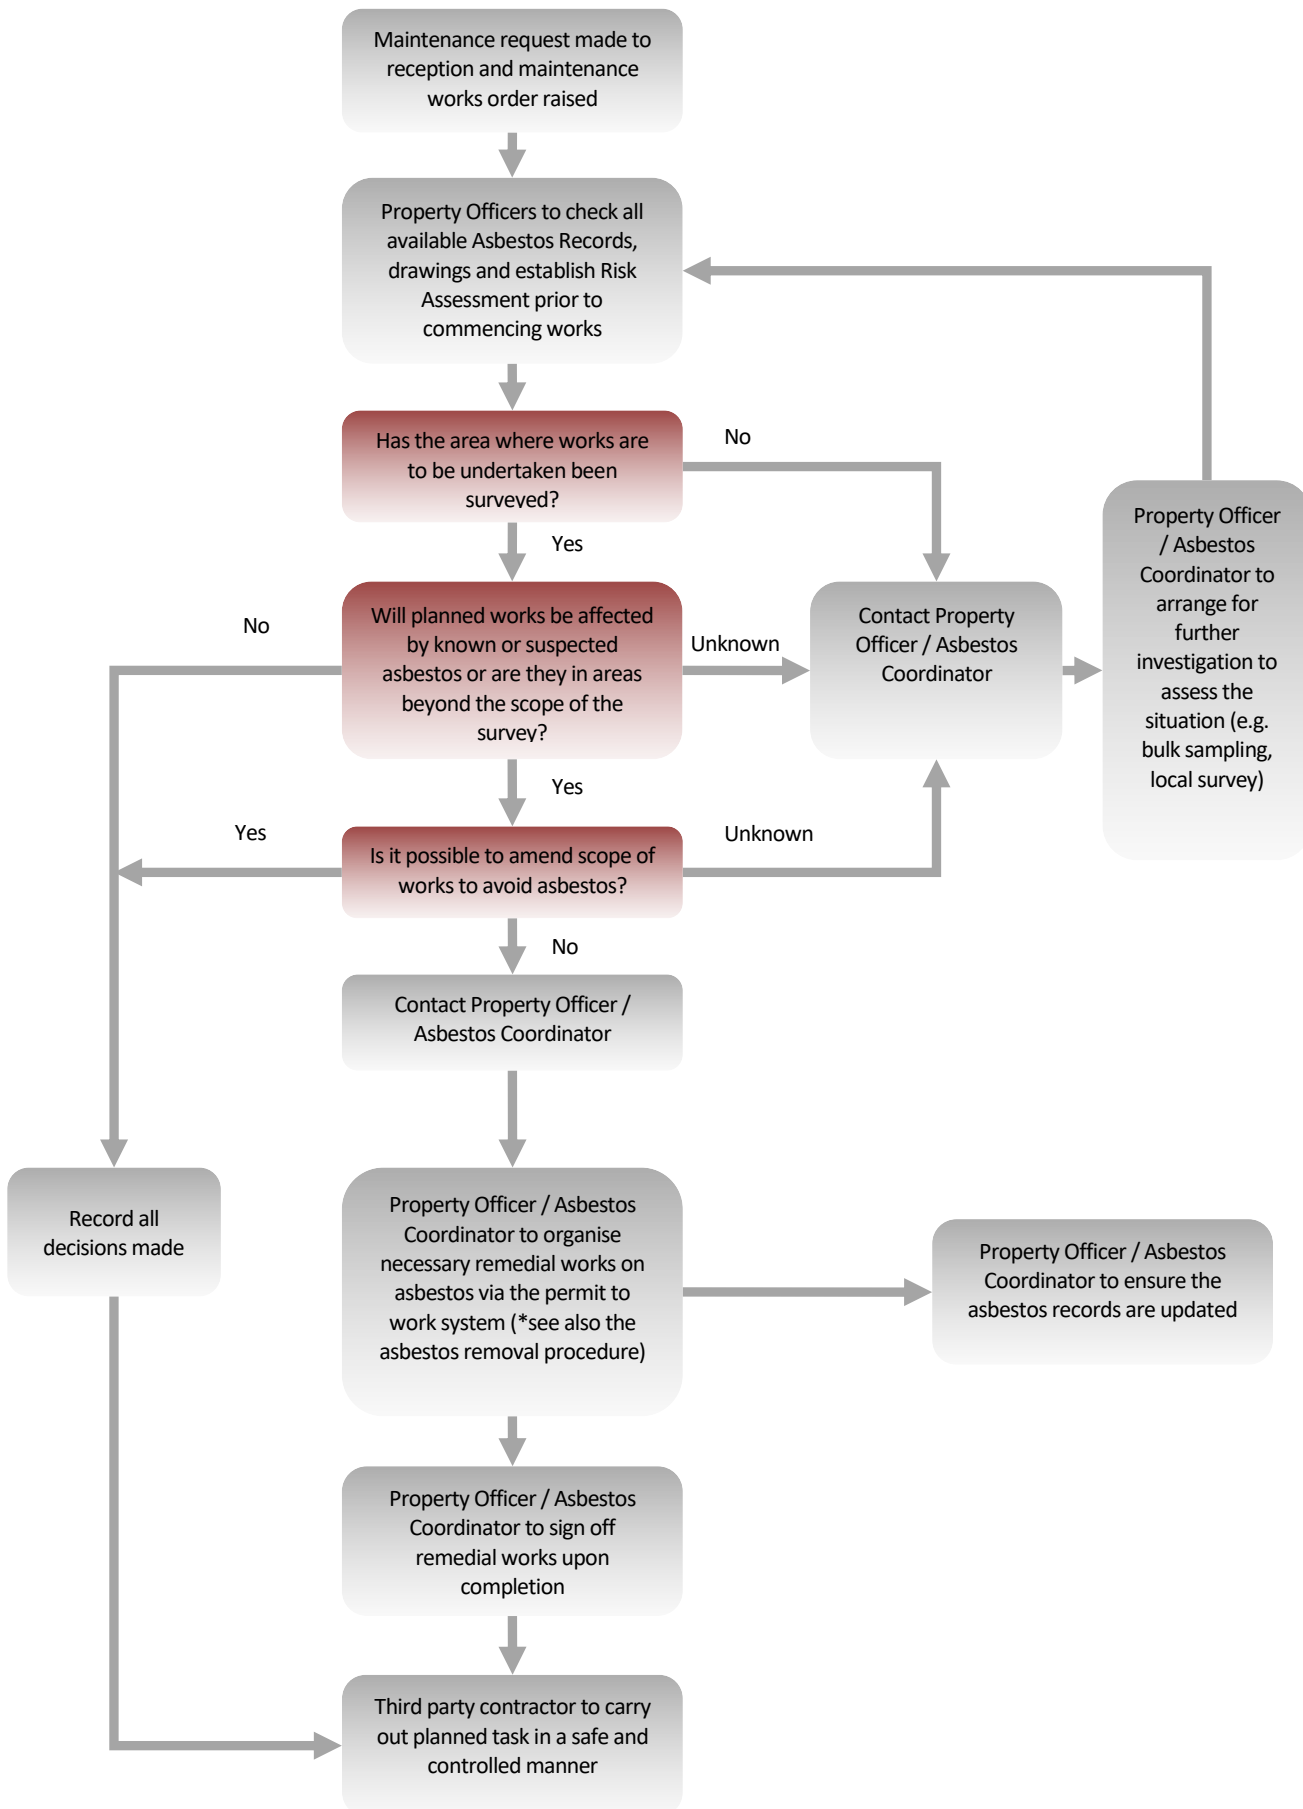 Maintenance request made to
reception and maintenance
works order raised
Property Officers to check all
available Asbestos Records,
drawings and establish Risk
Assessment prior to
commencing works
Has the area where works are
to be undertaken been
surveyed?
No
Yes
Property Officer
/ Asbestos
Coordinator to
arrange for
further
investigation to
assess the
situation (e.g.
bulk sampling,
local survey)
No
Will planned works be affected
by known or suspected
asbestos or are they in areas
beyond the scope of the
survey?
Unknown
Contact Property
Officer / Asbestos
Coordinator
Yes
Yes
Is it possible to amend scope of
works to avoid asbestos?
Unknown
No
Contact Property Officer /
Asbestos Coordinator
Record all
decisions made
Property Officer / Asbestos
Coordinator to organise
necessary remedial works on
asbestos via the permit to
work system (*see also the
asbestos removal procedure)
Property Officer / Asbestos
Coordinator to ensure the
asbestos records are updated
Property Officer / Asbestos
Coordinator to sign off
remedial works upon
completion
Third party contractor to carry
out planned task in a safe and
controlled manner